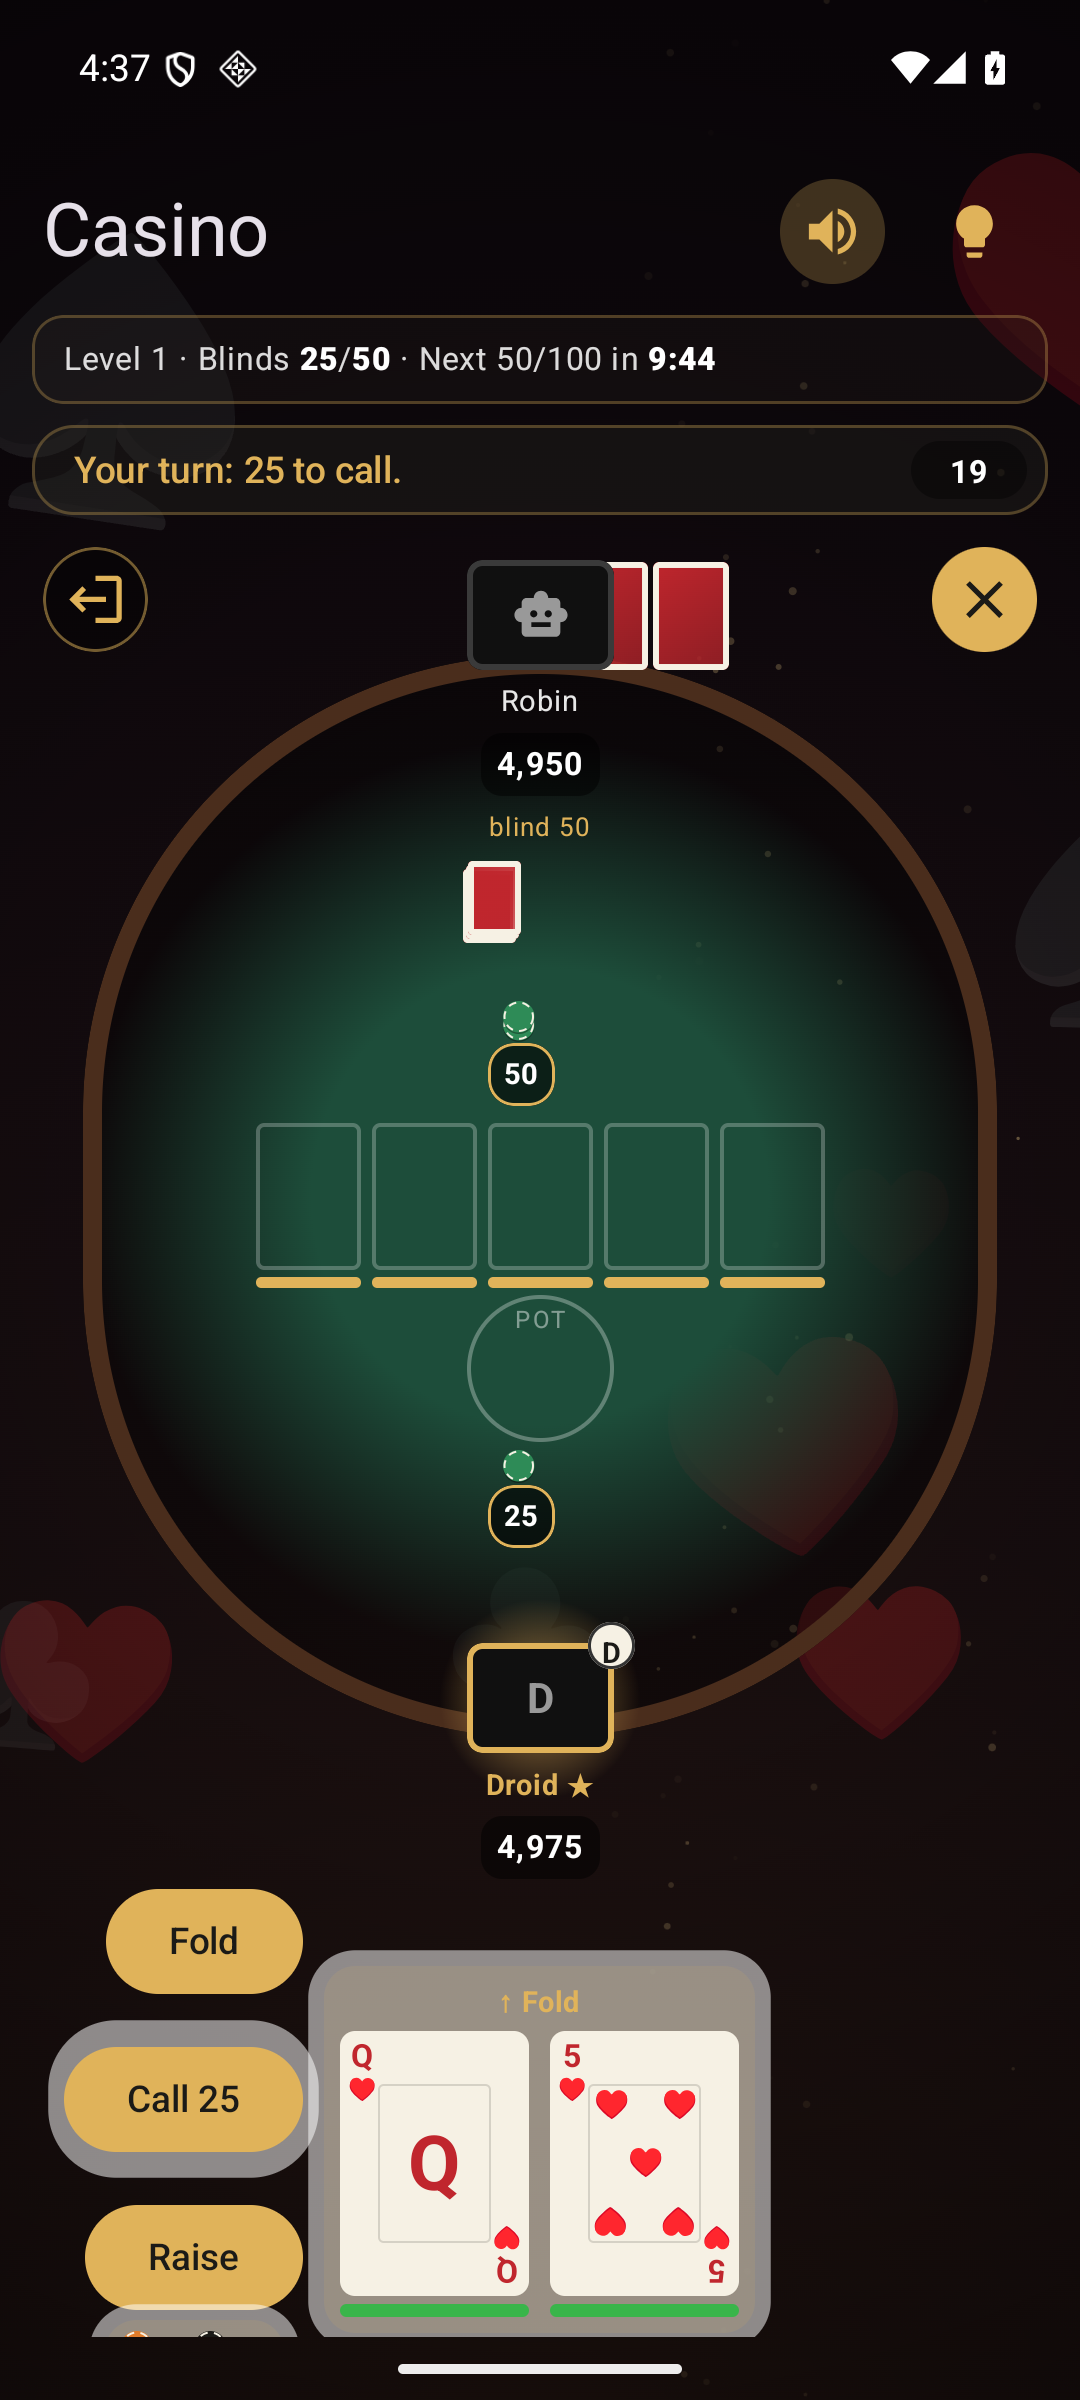 4:37
Casino
Level 1 · Blinds 25/50 · Next 50/100 in 9:44
Your turn: 25 to call.
19
Robin
4,950
blind 50
50
POT
25
D
D
Droid ★
4,975
Fold
↑ Fold
Q
5
Call 25
Q
Q
5
Raise